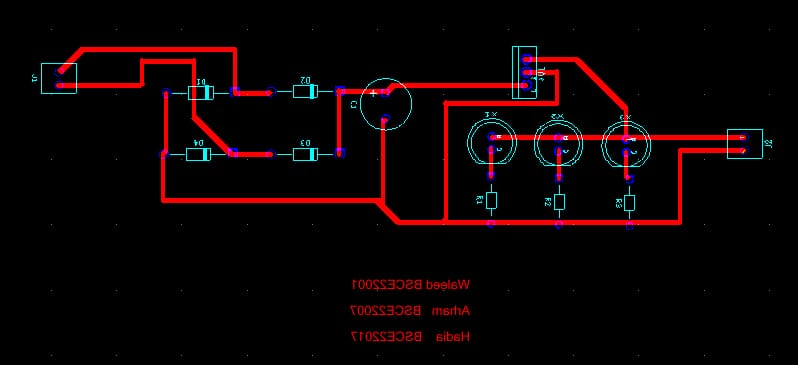 J1
D1
D2
C1
+
D4
D3
X1
X2
X3
J2
R1
R2
R3
Waleed BSCE22001
Arham BSCE22007
Hadia BSCE22017